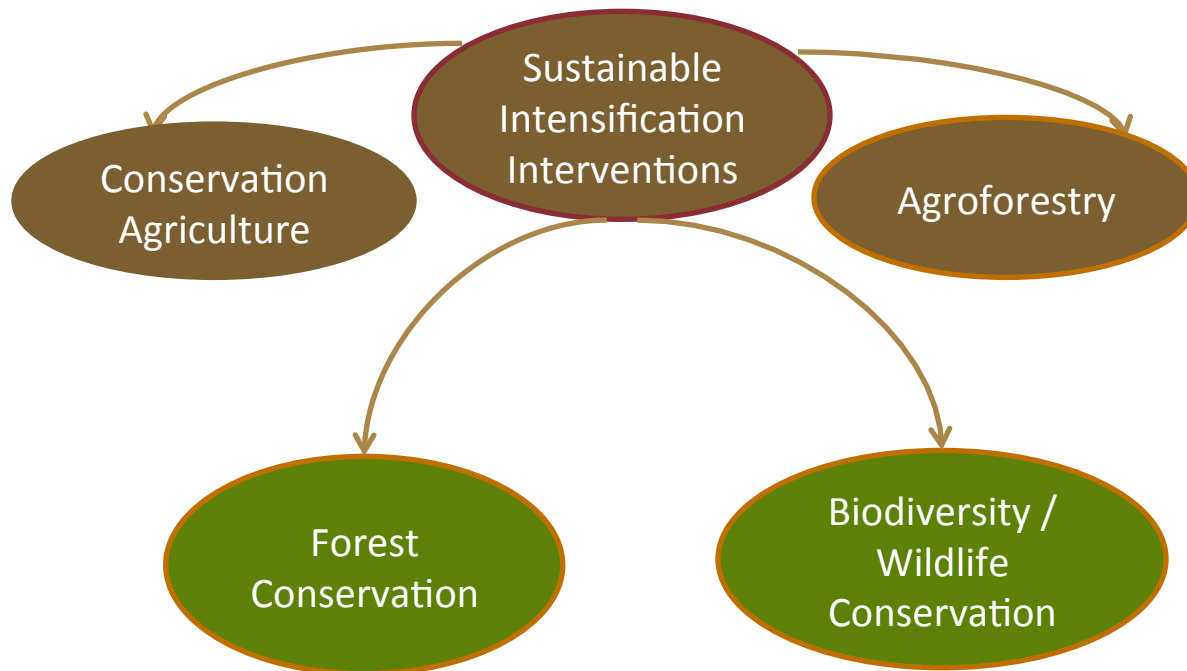 Sustainable
Intensification
Interventions
Conservation
Agriculture
Agroforestry
Forest
Conservation
Biodiversity /
Wildlife
Conservation